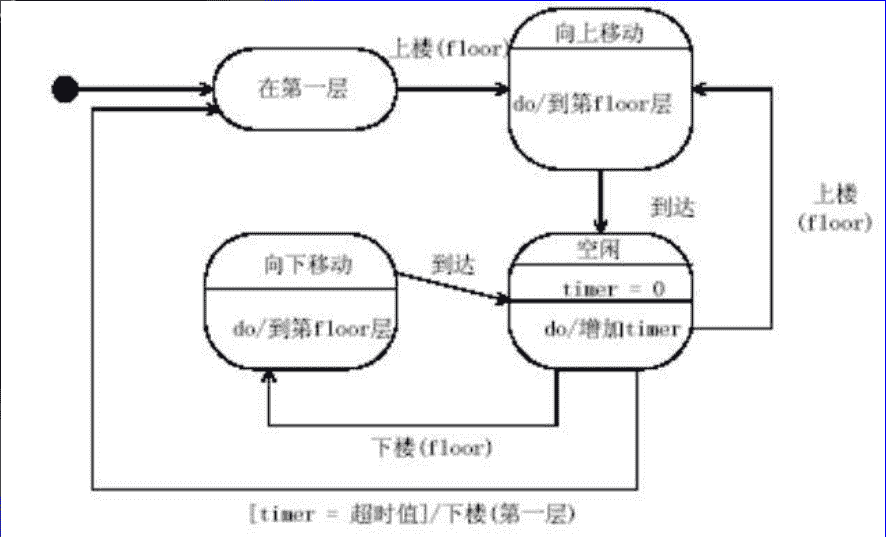 向上移动
上楼(floor)
在第一层
do/到第floor层
上楼
(floor)
到达
空闲
向下移动
到达
timer = 0
do/到第floor层
do/增加timer
下楼(floor)
[timer = 超时值]/下楼(第一层)